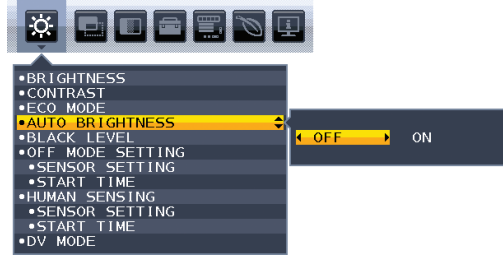 •BRIGHTNESS
•CONTRAST
•ECO MODE
•AUTO BRIGHTNESS
OFF ON
•BLACK LEVEL
•OFF MODE SETTING
•SENSOR SETTING
•START TIME
•HUMAN SENSING
•SENSOR SETTING
•START TIME
•DV MODE